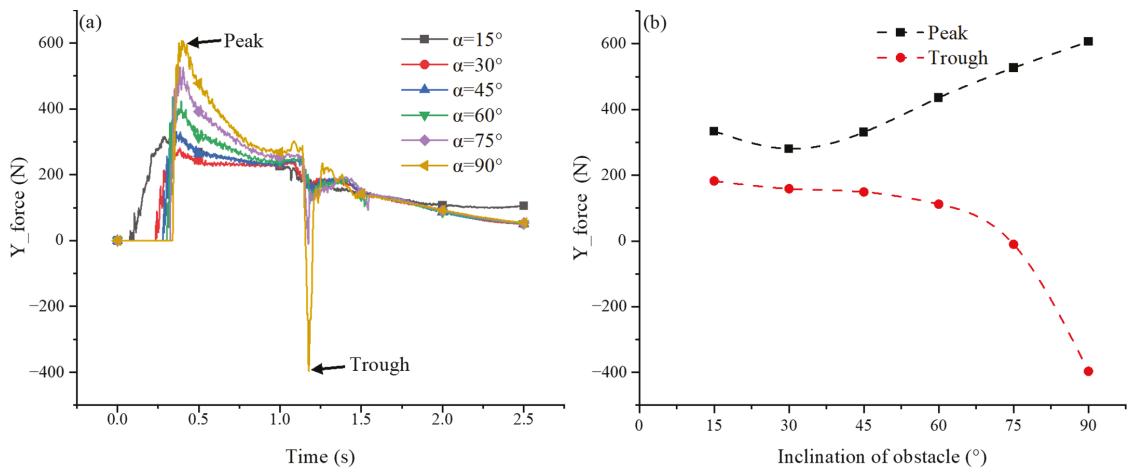 (a)
Peak
Trough
α=15°
α=30°
α=45°
α=60°
α=75°
α=90°
600
400
200
0
−200
−400
Y_force (N)
0.0 0.5 1.0 1.5 2.0 2.5
Time (s)
(b)
Peak
Trough
600
400
200
0
−200
−400
Y_force (N)
0 15 30 45 60 75 90
Inclination of obstacle (°)